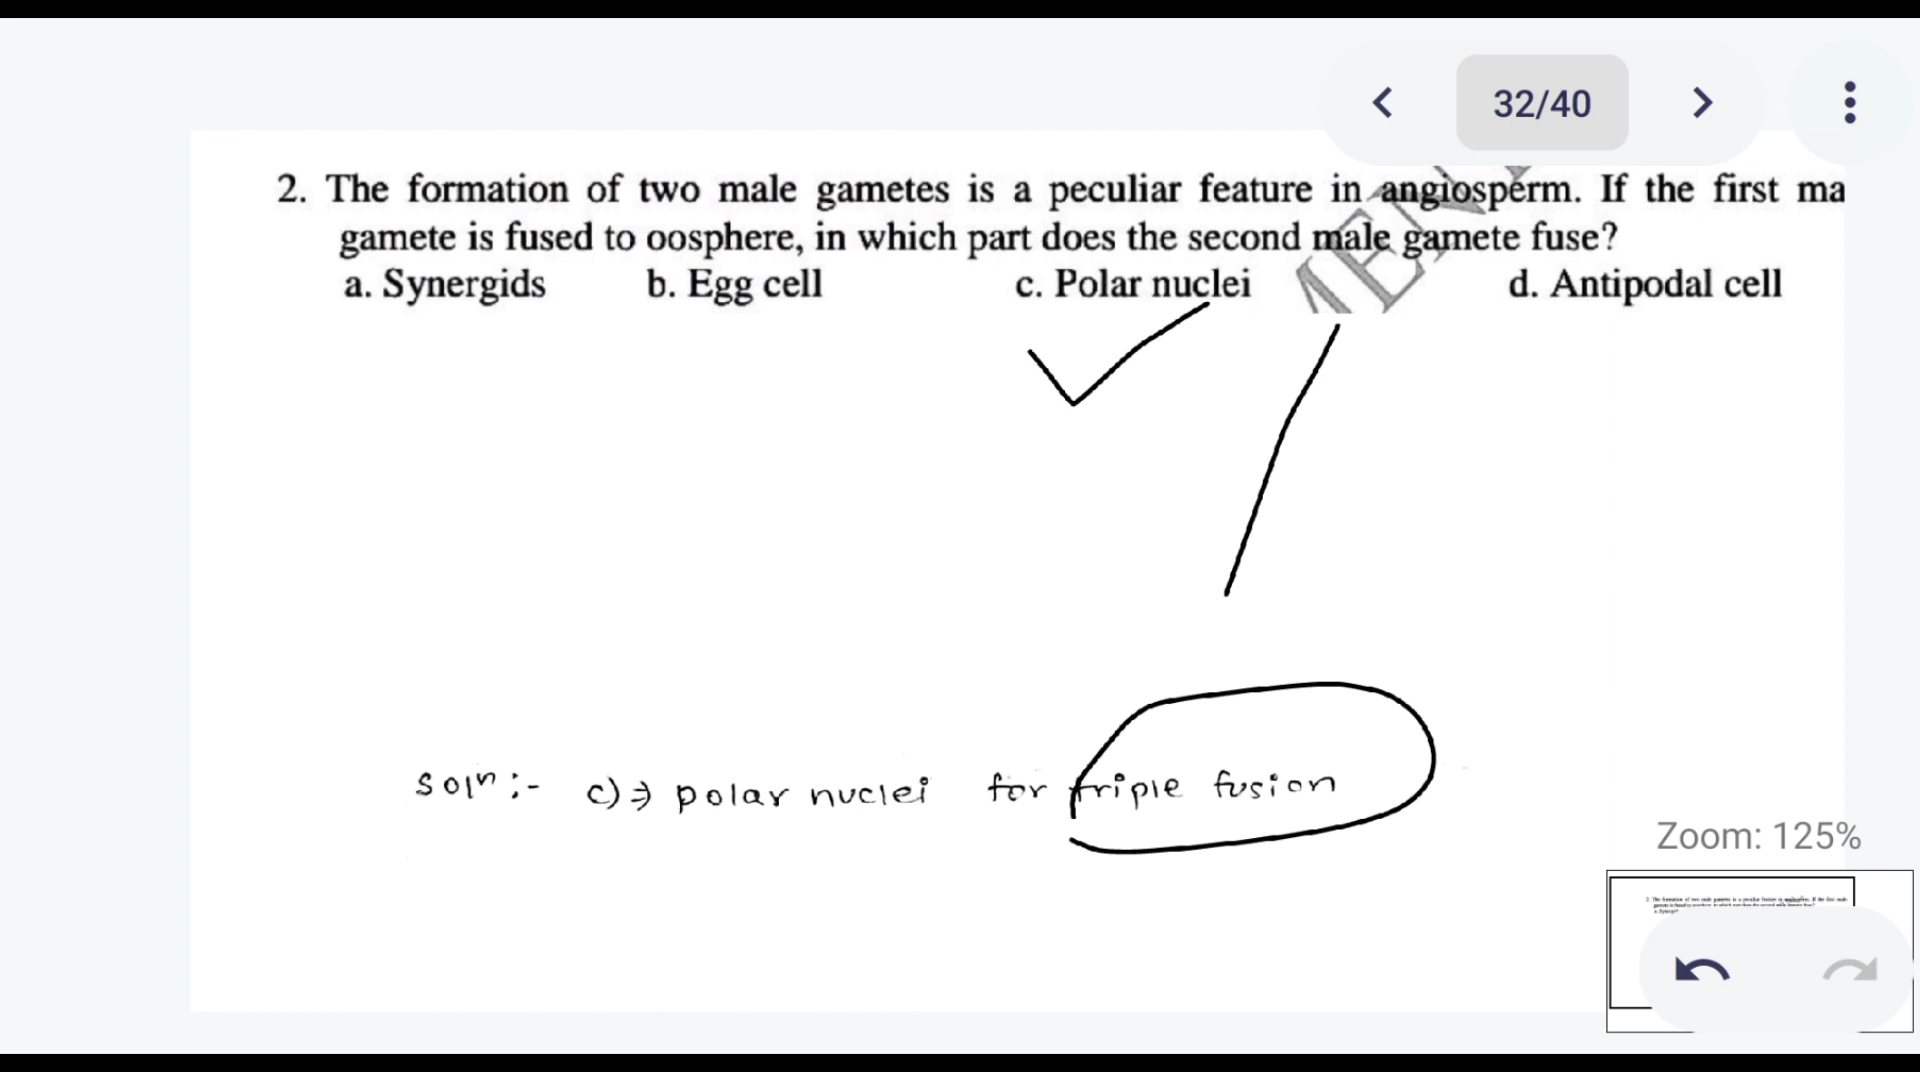 32/40
2. The formation of two male gametes is a peculiar feature in angiosperm. If the first ma
gamete is fused to oosphere, in which part does the second male gamete fuse?
a. Synergids b. Egg cell c. Polar nuclei d. Antipodal cell
soln :- c) ⇒ polar nuclei for triple fusion
Zoom: 125%